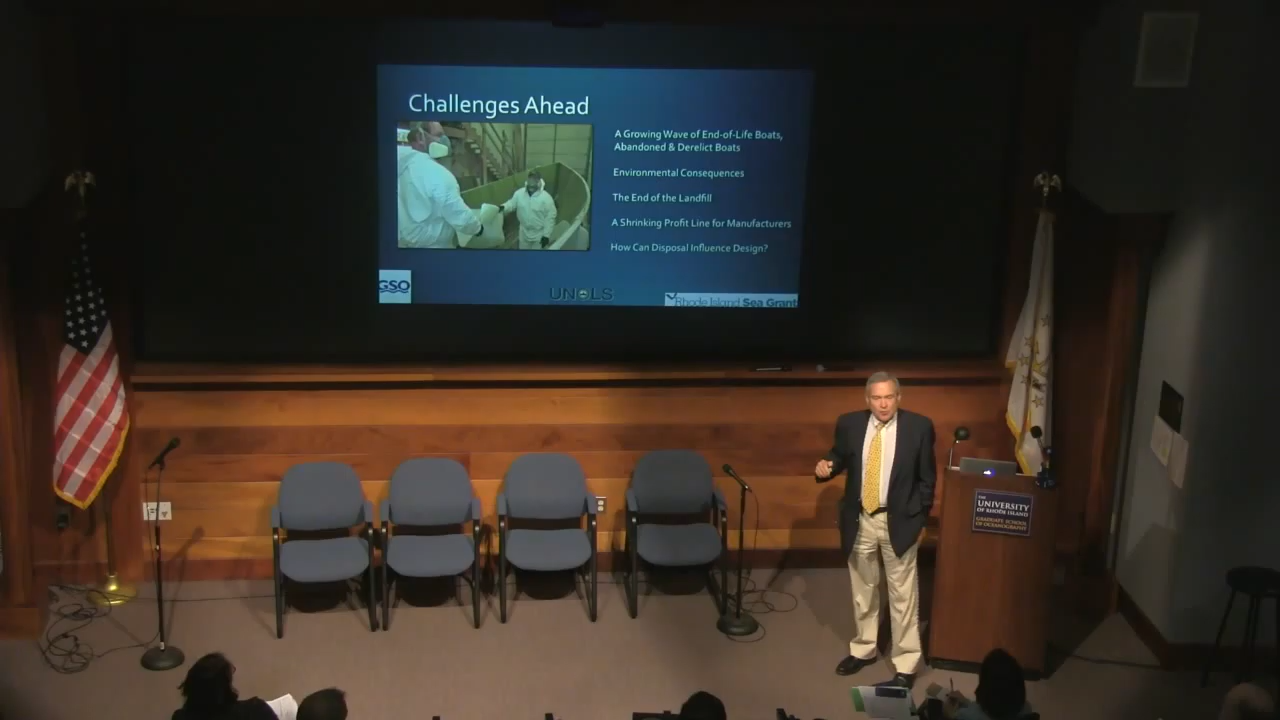 Challenges Ahead
A Growing Wave of End-of-Life Boats,
Abandoned & Derelict Boats
Environmental Consequences
The End of the Landfill
A Shrinking Profit Line for Manufacturers
How Can Disposal Influence Design?
GSO
UNOLS
Rhode Island Sea Grant
THE
UNIVERSITY
OF RHODE ISLAND
GRADUATE SCHOOL
OF OCEANOGRAPHY